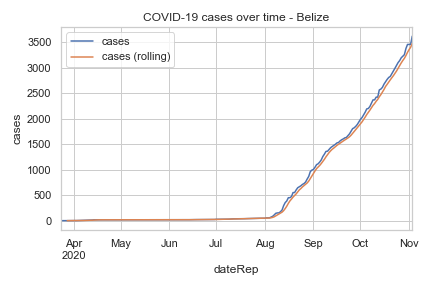 COVID-19 cases over time - Belize
cases
cases (rolling)
cases
3500
3000
2500
2000
1500
1000
500
0
Apr May Jun Jul Aug Sep Oct Nov
2020
dateRep